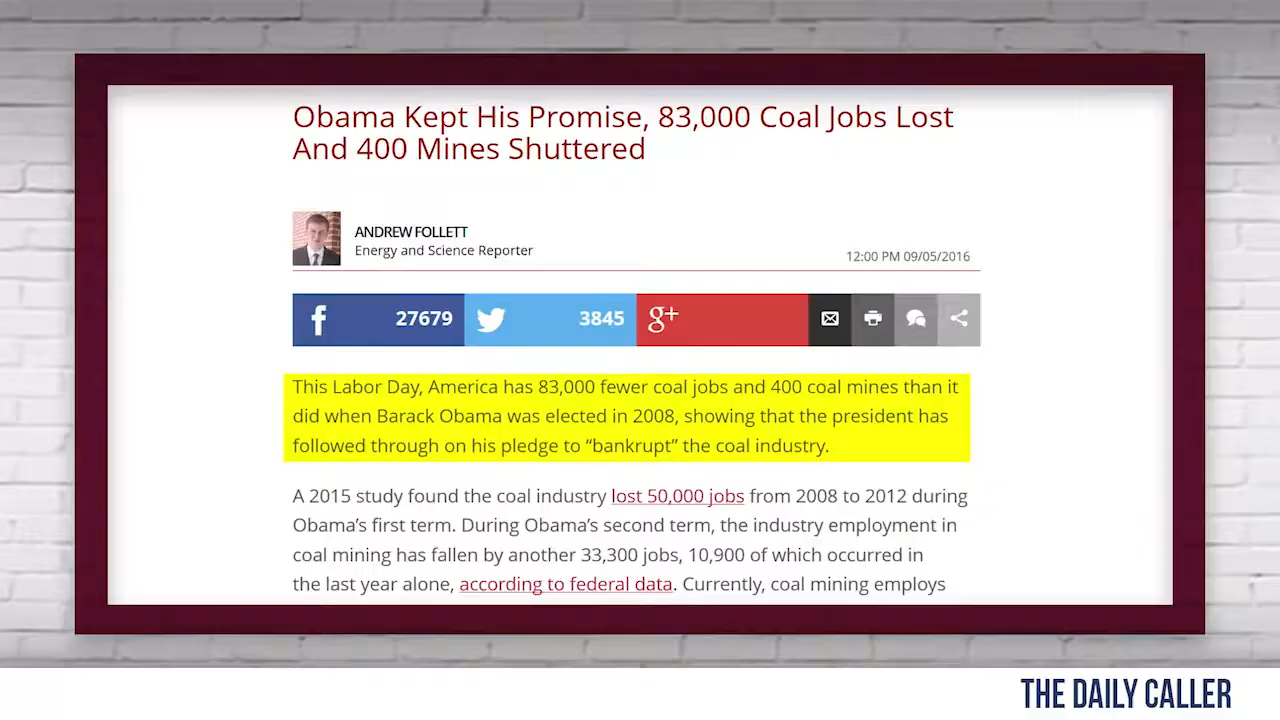 Obama Kept His Promise, 83,000 Coal Jobs Lost
And 400 Mines Shuttered
ANDREW FOLLETT
Energy and Science Reporter
12:00 PM 09/05/2016
f 27679 3845 g+
This Labor Day, America has 83,000 fewer coal jobs and 400 coal mines than it
did when Barack Obama was elected in 2008, showing that the president has
followed through on his pledge to “bankrupt” the coal industry.
A 2015 study found the coal industry lost 50,000 jobs from 2008 to 2012 during
Obama’s first term. During Obama’s second term, the industry employment in
coal mining has fallen by another 33,300 jobs, 10,900 of which occurred in
the last year alone, according to federal data. Currently, coal mining employs
THE DAILY CALLER